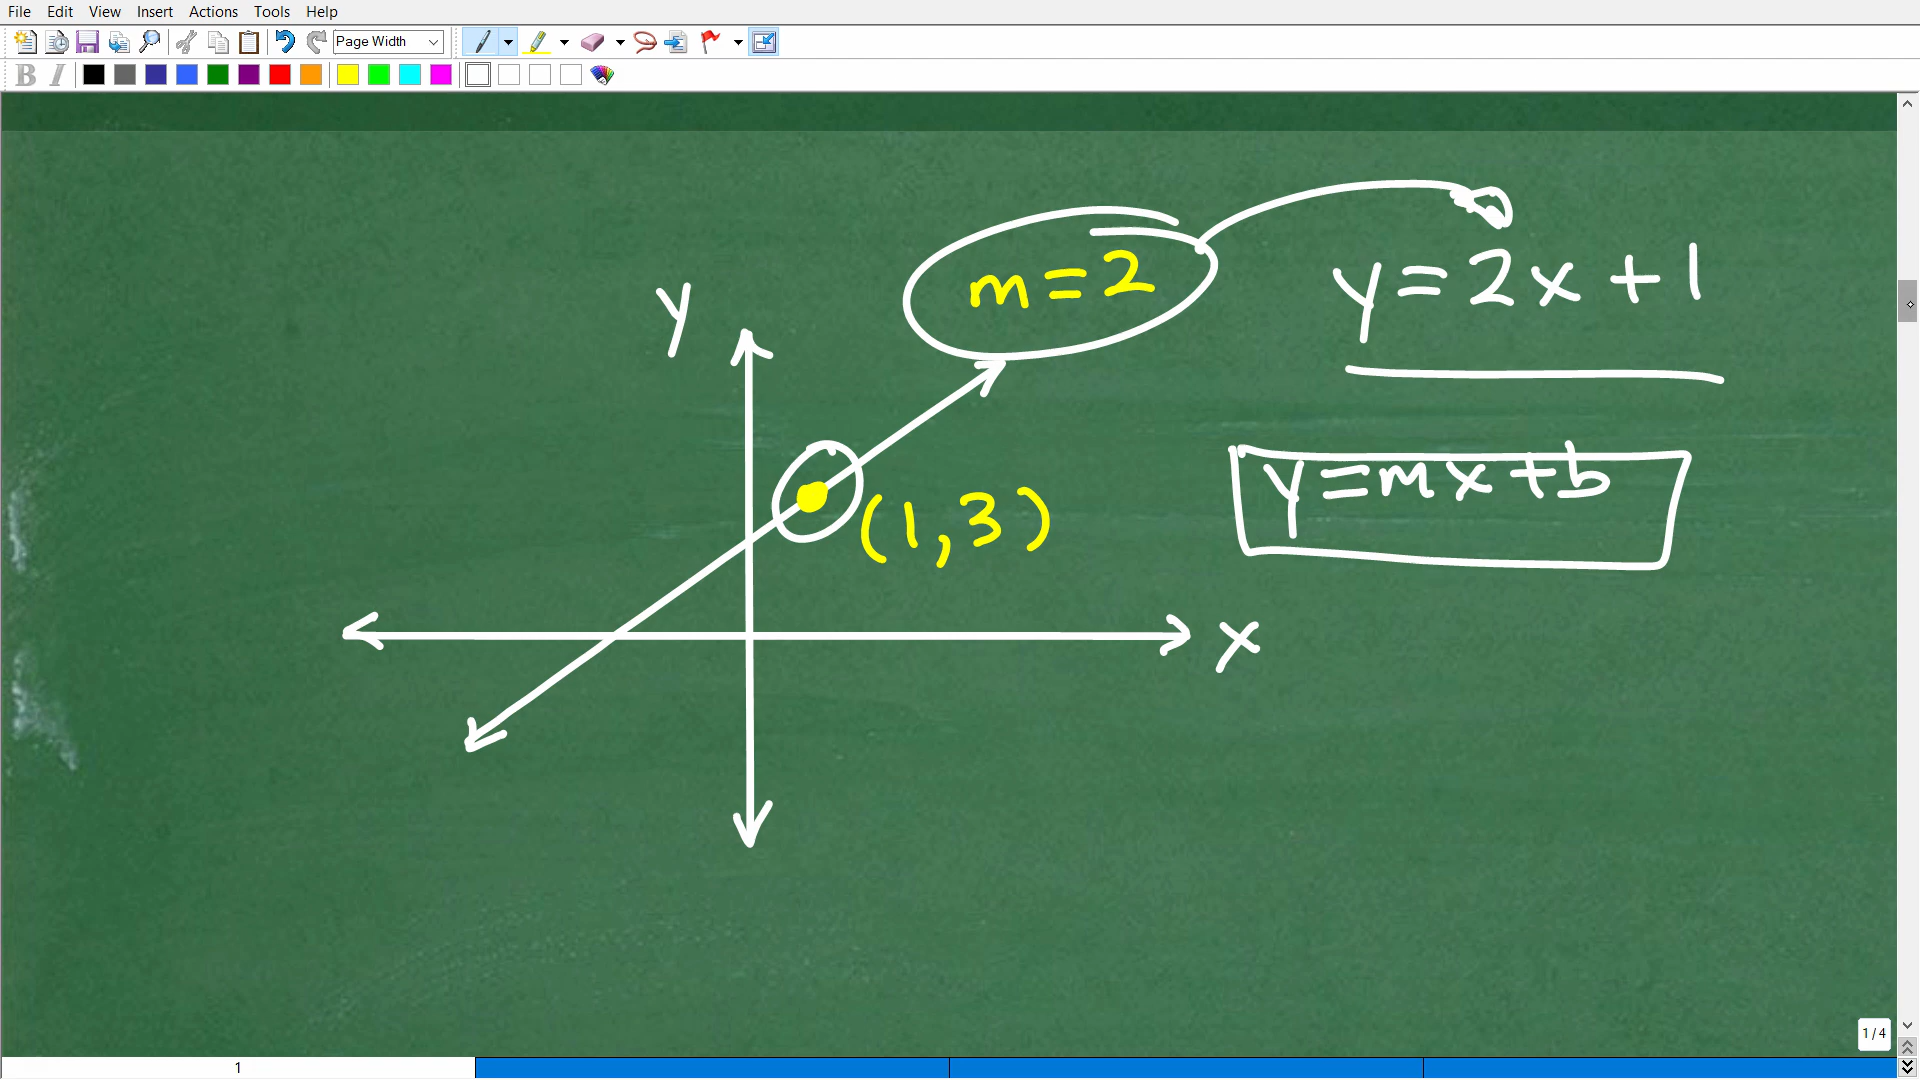 File Edit View Insert Actions Tools Help
Page Width
B I
m = 2
y = 2x + 1
y
y = mx + b
(1, 3)
x
1 / 4
1